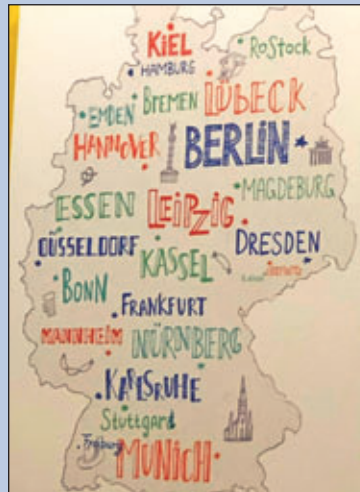 KIEL
RoStock
HAMBURG
EMDEN
BREMEN
LÜBECK
HANNOVER
BERLIN
ESSEN
LEIPZIG
MAGDEBURG
DÜSSELDORF
KASSEL
DRESDEN
BONN
FRANKFURT
MANNHEIM
NÜRNBERG
KARLSRUHE
Stuttgard
Freiburg
MUNICH